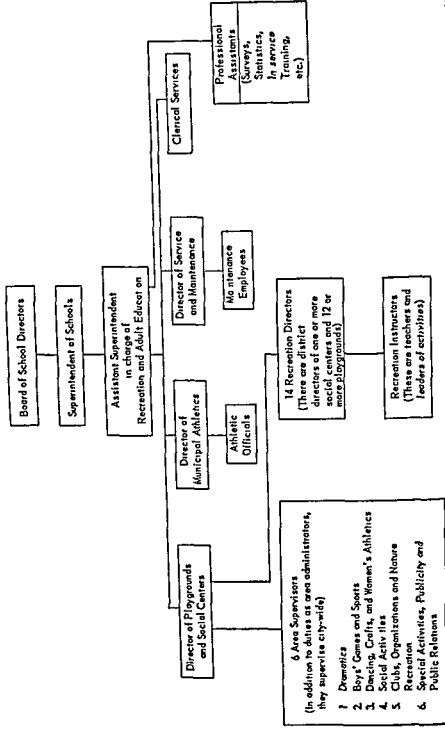 Board of School Directors
Superintendent of Schools
Assistant Superintendent
in charge of
Recreation and Adult Education
Director of Playgrounds
and Social Centers
Director of
Municipal Athletics
Director of Service
and Maintenance
Clerical Services
Professional
Assistants
(Surveys,
Statistics,
In service
Training,
etc.)
Athletic
Officials
Maintenance
Employees
6 Area Supervisors
(In addition to duties as area administrators,
they supervise city-wide)
1 Dramatics
2. Boys' Games and Sports
3. Dancing, Crafts, and Women's Athletics
4. Social Activities
5. Clubs, Organizations and Nature
Recreation
6. Special Activities, Publicity and
Public Relations
14 Recreation Directors
(There are district
directors of one or more
social centers and 12 or
more playgrounds)
Recreation Instructors
(These are teachers and
leaders of activities)